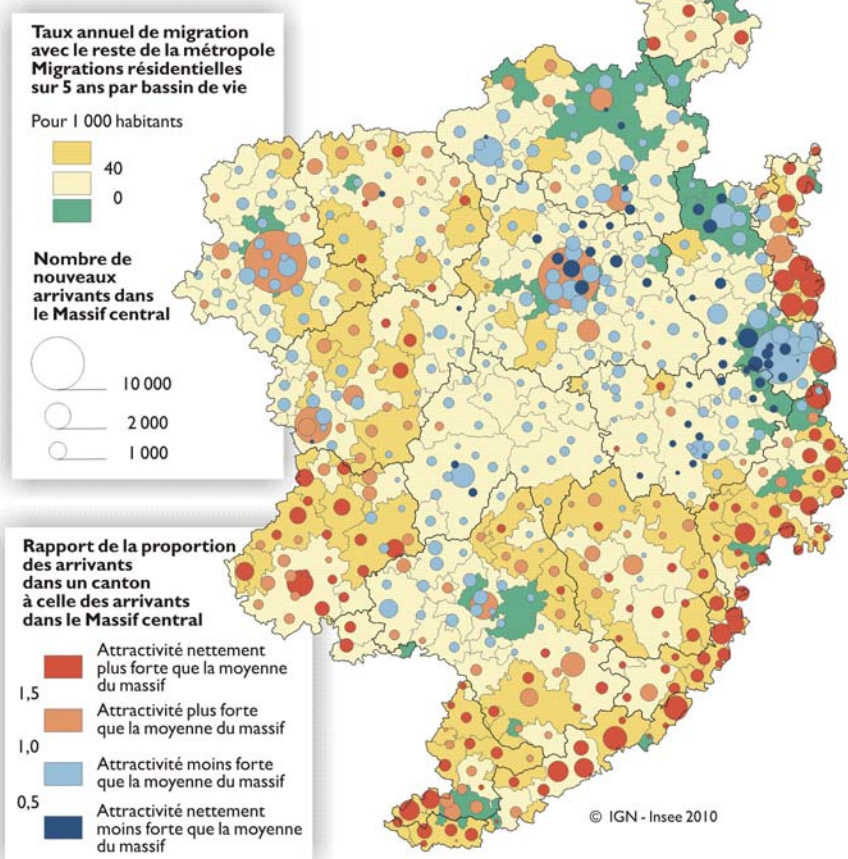 Taux annuel de migration
avec le reste de la métropole
Migrations résidentielles
sur 5 ans par bassin de vie
Pour 1 000 habitants
40
0
Nombre de
nouveaux
arrivants dans
le Massif central
10 000
2 000
1 000
Rapport de la proportion
des arrivants
dans un canton
à celle des arrivants
dans le Massif central
Attractivité nettement
plus forte que la moyenne
du massif
1,5
Attractivité plus forte
que la moyenne du massif
1,0
Attractivité moins forte
que la moyenne du massif
0,5
Attractivité nettement
moins forte que la moyenne
du massif
© IGN - Insee 2010